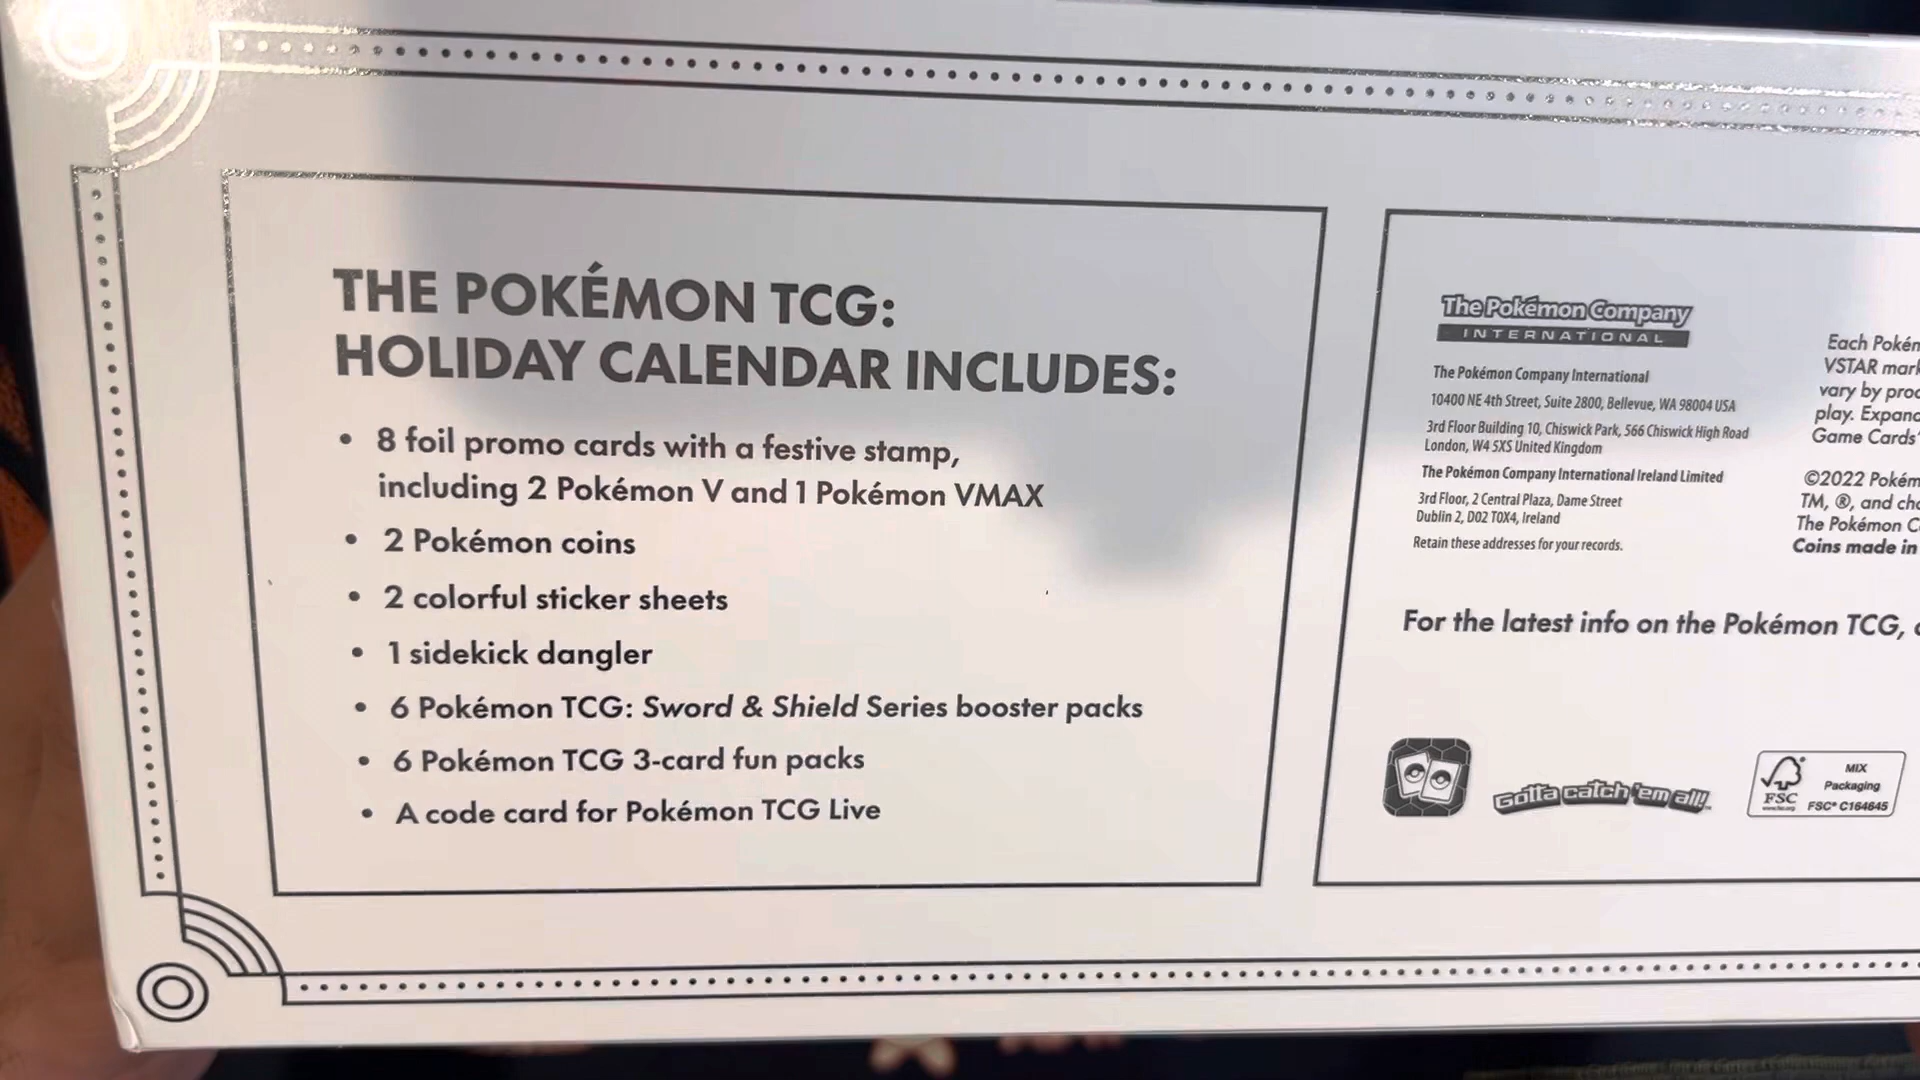 THE POKÉMON TCG:
HOLIDAY CALENDAR INCLUDES:
• 8 foil promo cards with a festive stamp,
including 2 Pokémon V and 1 Pokémon VMAX
• 2 Pokémon coins
• 2 colorful sticker sheets
• 1 sidekick dangler
• 6 Pokémon TCG: Sword & Shield Series booster packs
• 6 Pokémon TCG 3-card fun packs
• A code card for Pokémon TCG Live
The Pokémon Company
INTERNATIONAL
The Pokémon Company International
10400 NE 4th Street, Suite 2800, Bellevue, WA 98004 USA
3rd Floor Building 10, Chiswick Park, 566 Chiswick High Road
London, W4 5XS United Kingdom
The Pokémon Company International Ireland Limited
3rd Floor, 2 Central Plaza, Dame Street
Dublin 2, D02 T0X4, Ireland
Retain these addresses for your records.
Each Pokém
VSTAR mark
vary by proc
play. Expand
Game Cards'
©2022 Pokém
TM, ®, and cha
The Pokémon C
Coins made in
For the latest info on the Pokémon TCG,
Gotta catch 'em all!
FSC
MIX
Packaging
FSC® C164645